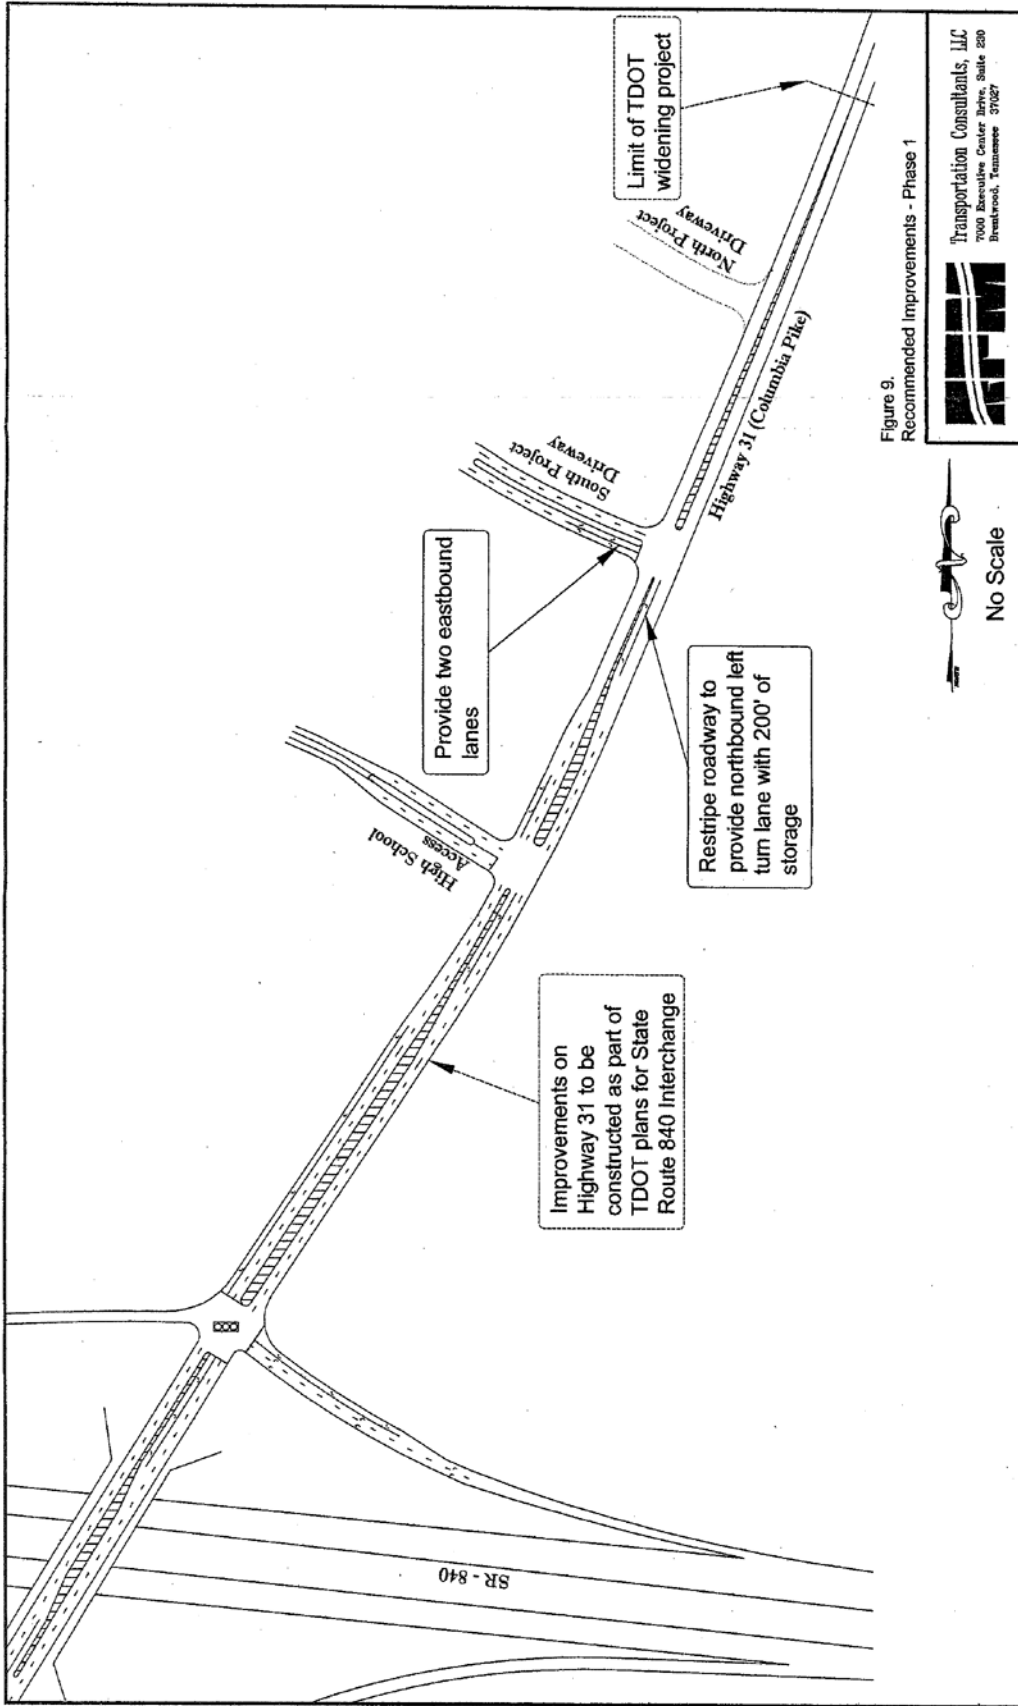 Limit of TDOT
widening project
North Project
Driveway
South Project
Driveway
Highway 31 (Columbia Pike)
Provide two eastbound
lanes
High School
Access
Restripe roadway to
provide northbound left
turn lane with 200' of
storage
Improvements on
Highway 31 to be
constructed as part of
TDOT plans for State
Route 840 Interchange
SR - 840
Figure 9.
Recommended Improvements - Phase 1
No Scale
Transportation Consultants, LLC
7000 Executive Center Drive, Suite 230
Brentwood, Tennessee 37027